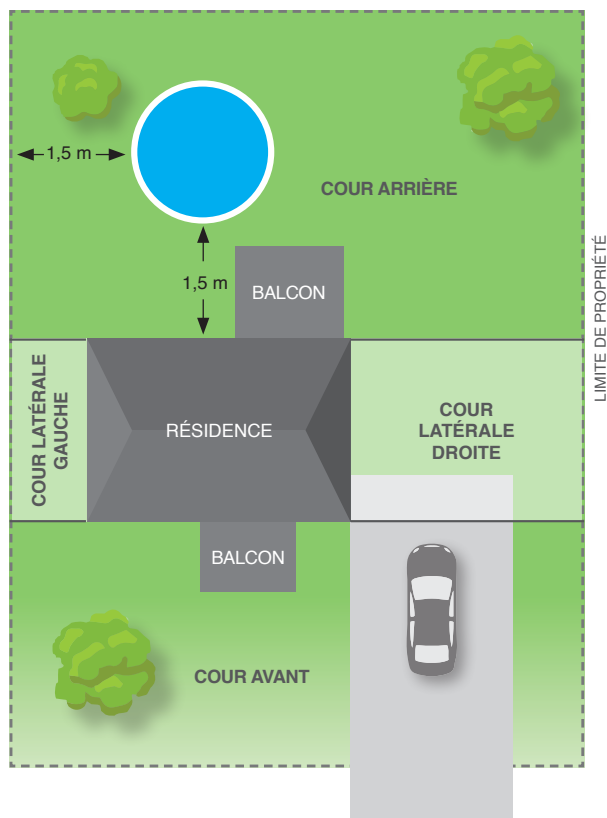 1,5 m
COUR ARRIÈRE
1,5 m
BALCON
LIMITE DE PROPRIÉTÉ
COUR LATÉRALE
GAUCHE
RÉSIDENCE
COUR
LATÉRALE
DROITE
BALCON
COUR AVANT